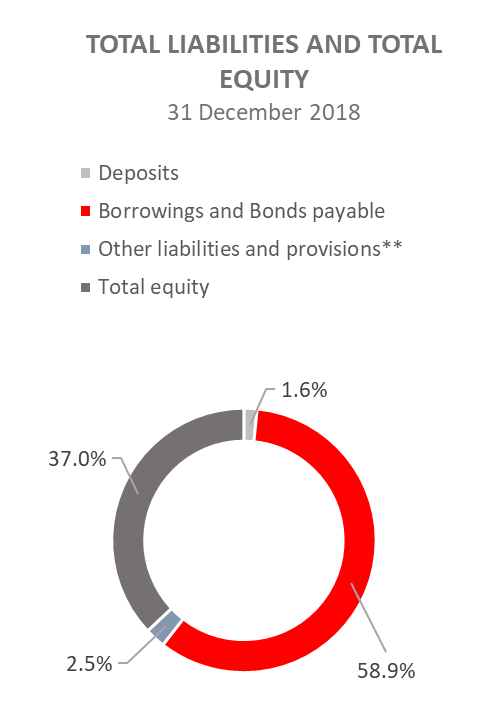 TOTAL LIABILITIES AND TOTAL
EQUITY
31 December 2018
Deposits
Borrowings and Bonds payable
Other liabilities and provisions**
Total equity
1.6%
37.0%
2.5%
58.9%